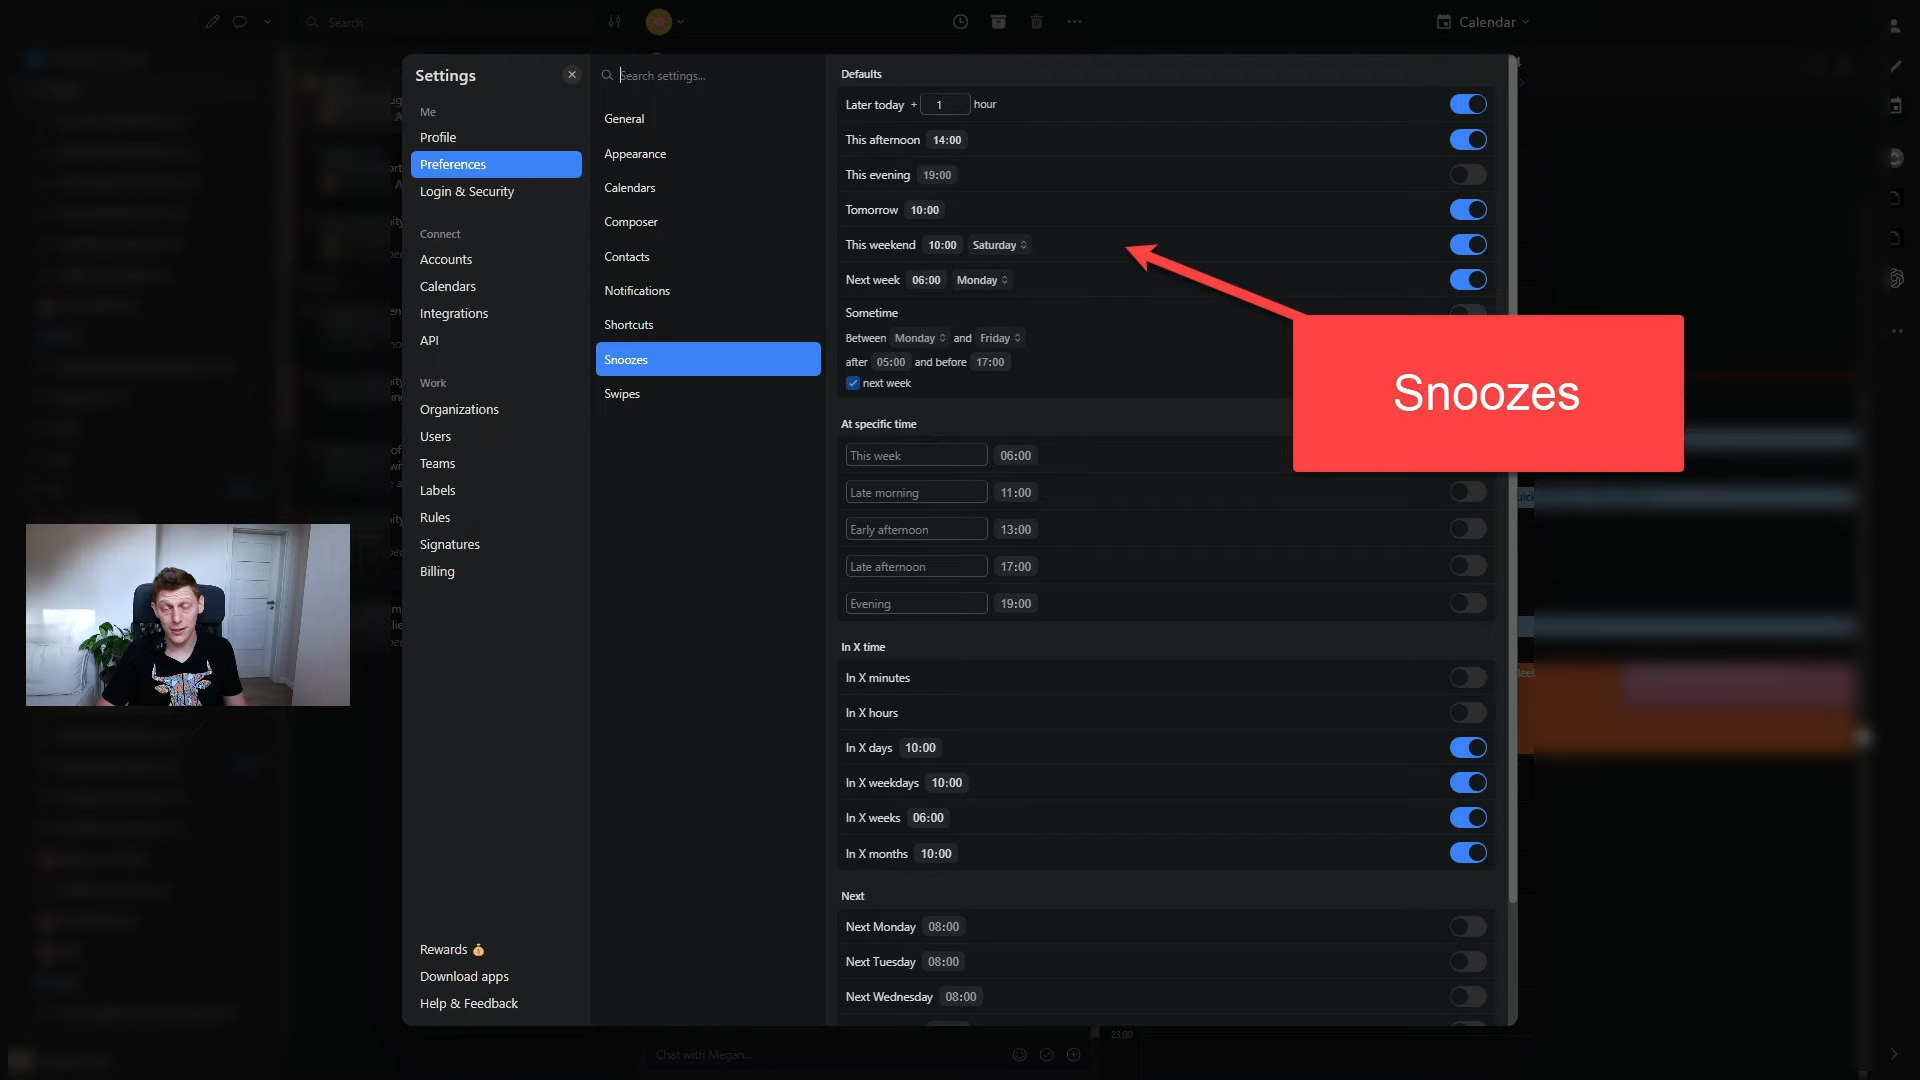 Search
Calendar
Settings
Me
Profile
Preferences
Login & Security
Connect
Accounts
Calendars
Integrations
API
Work
Organizations
Users
Teams
Labels
Rules
Signatures
Billing
Rewards 💰
Download apps
Help & Feedback
Search settings...
General
Appearance
Calendars
Composer
Contacts
Notifications
Shortcuts
Snoozes
Swipes
Defaults
Later today + 1 hour
This afternoon 14:00
This evening 19:00
Tomorrow 10:00
This weekend 10:00 Saturday
Next week 06:00 Monday
Sometime
Between Monday and Friday
after 05:00 and before 17:00
next week
Snoozes
At specific time
This week 06:00
Late morning 11:00
Early afternoon 13:00
Late afternoon 17:00
Evening 19:00
In X time
In X minutes
In X hours
In X days 10:00
In X weekdays 10:00
In X weeks 06:00
In X months 10:00
Next
Next Monday 08:00
Next Tuesday 08:00
Next Wednesday 08:00
23:00
Chat with Megan...